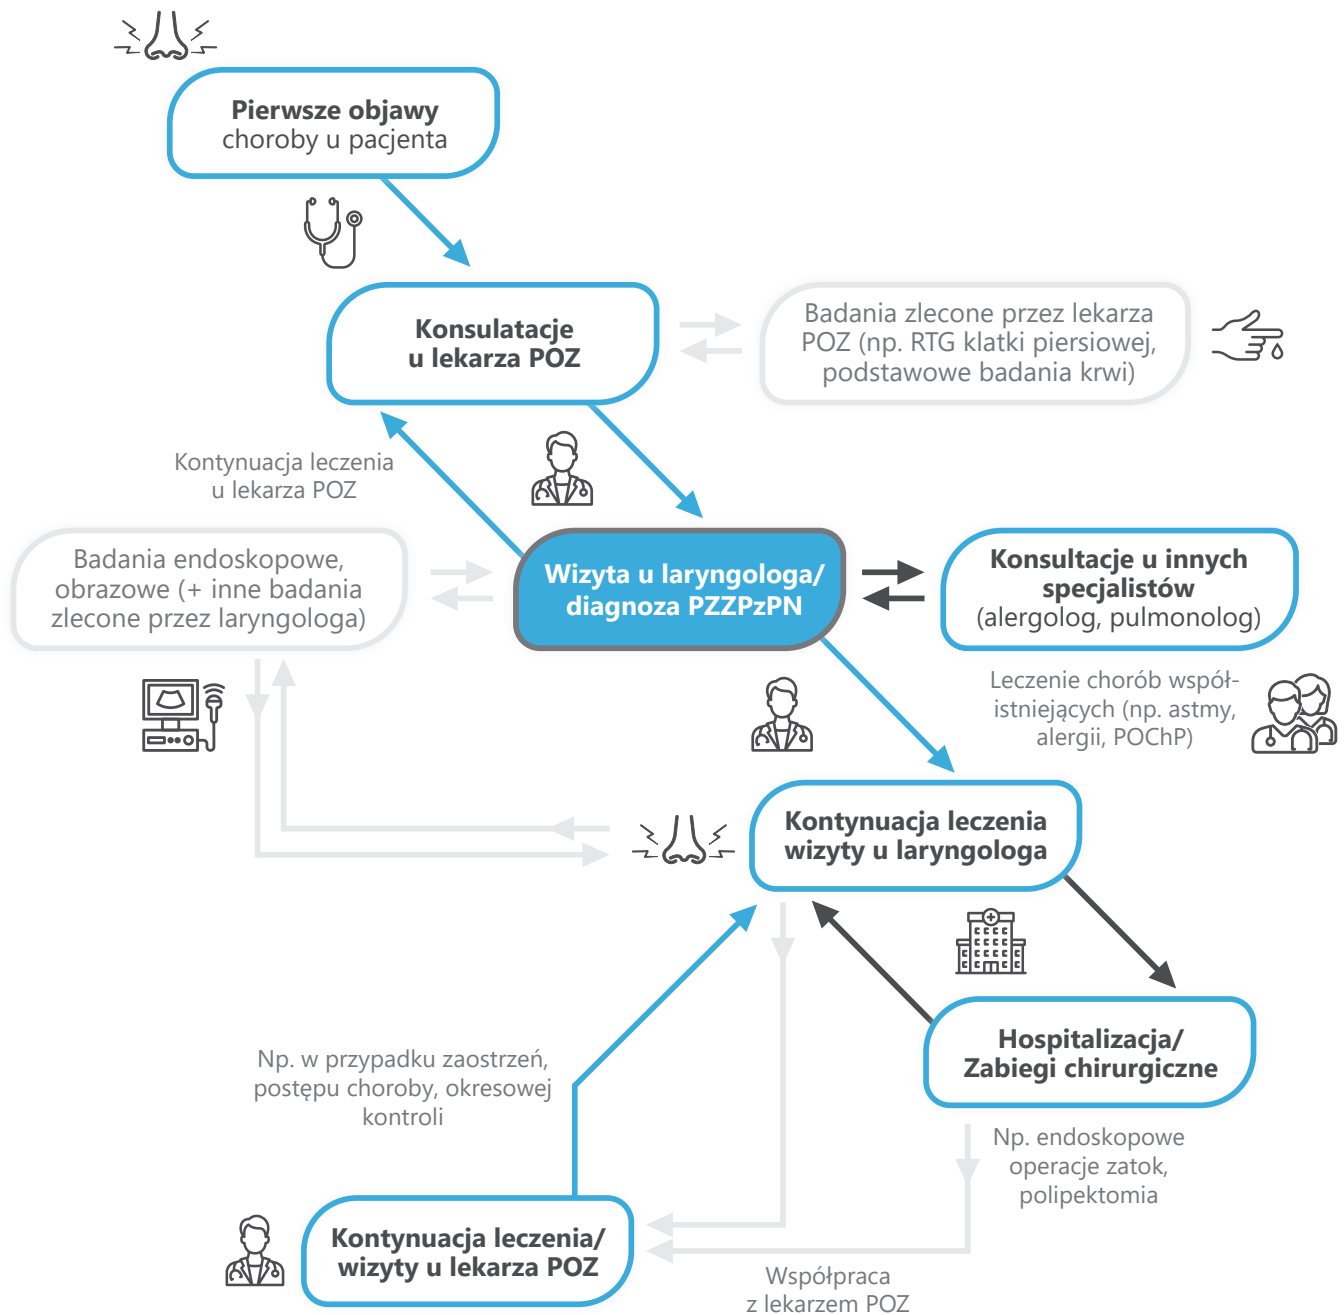 Pierwsze objawy
choroby u pacjenta
Konsulatacje
u lekarza POZ
Badania zlecone przez lekarza
POZ (np. RTG klatki piersiowej,
podstawowe badania krwi)
Kontynuacja leczenia
u lekarza POZ
Badania endoskopowe,
obrazowe (+ inne badania
zlecone przez laryngologa)
Wizyta u laryngologa/
diagnoza PZZPzPN
Konsultacje u innych
specjalistów
(alergolog, pulmonolog)
Leczenie chorób współ-
istniejących (np. astmy,
alergii, POChP)
Kontynuacja leczenia
wizyty u laryngologa
Hospitalizacja/
Zabiegi chirurgiczne
Np. w przypadku zaostrzeń,
postępu choroby, okresowej
kontroli
Np. endoskopowe
operacje zatok,
polipektomia
Kontynuacja leczenia/
wizyty u lekarza POZ
Współpraca
z lekarzem POZ